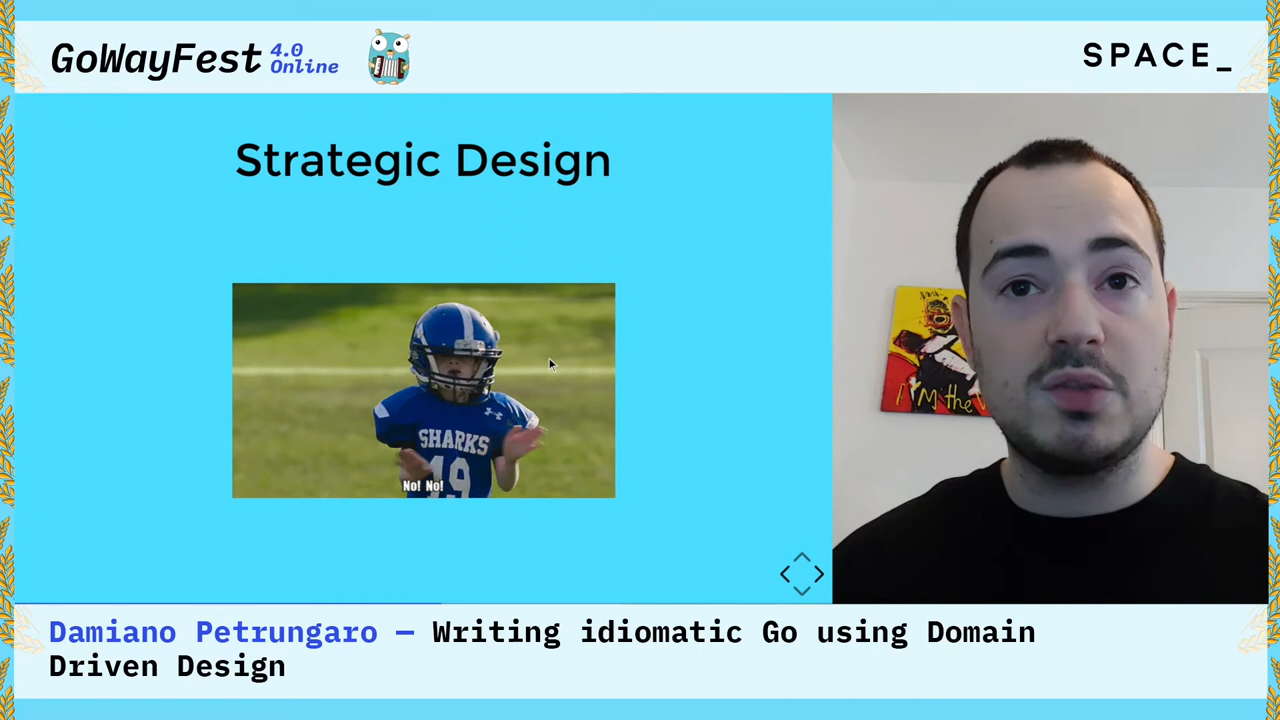 GoWayFest 4.0
Online
SPACE_
Strategic Design
SHARKS
19
No! No!
I'M the
Damiano Petrungaro — Writing idiomatic Go using Domain
Driven Design